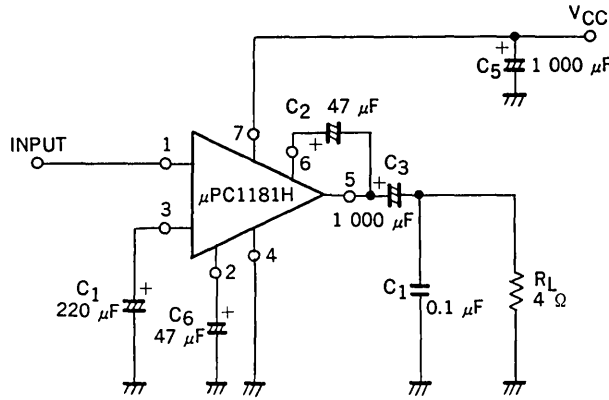 VCC
+
C5 1 000 µF
C2 47 µF
7
+
6
INPUT
1
C3
+
µPC1181H
5
1 000 µF
3
2
4
C1
+
220 µF
C6
+
47 µF
C1
0.1 µF
RL
4 Ω